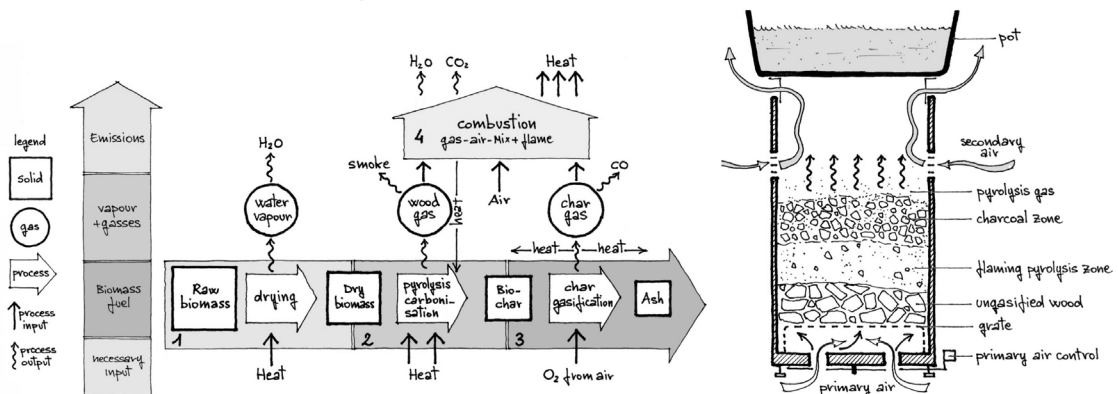 legend
solid
gas
process
process
input
process
output
Emissions
vapour
+gasses
Biomass
fuel
necessary
input
H₂O
water
vapour
Raw
biomass
1
drying
Heat
Dry
biomass
2
pyrolysis
carboni-
sation
Heat
H₂O CO₂
Heat
4 combustion
gas-air-Mix+flame
smoke
wood
gas
heat
Air
char
gas
CO
heat heat
Bio-
char
3
char
gasification
Ash
O₂ from air
pot
secondary
air
pyrolysis gas
charcoal zone
flaming pyrolysis zone
ungasified wood
grate
primary air control
primary air